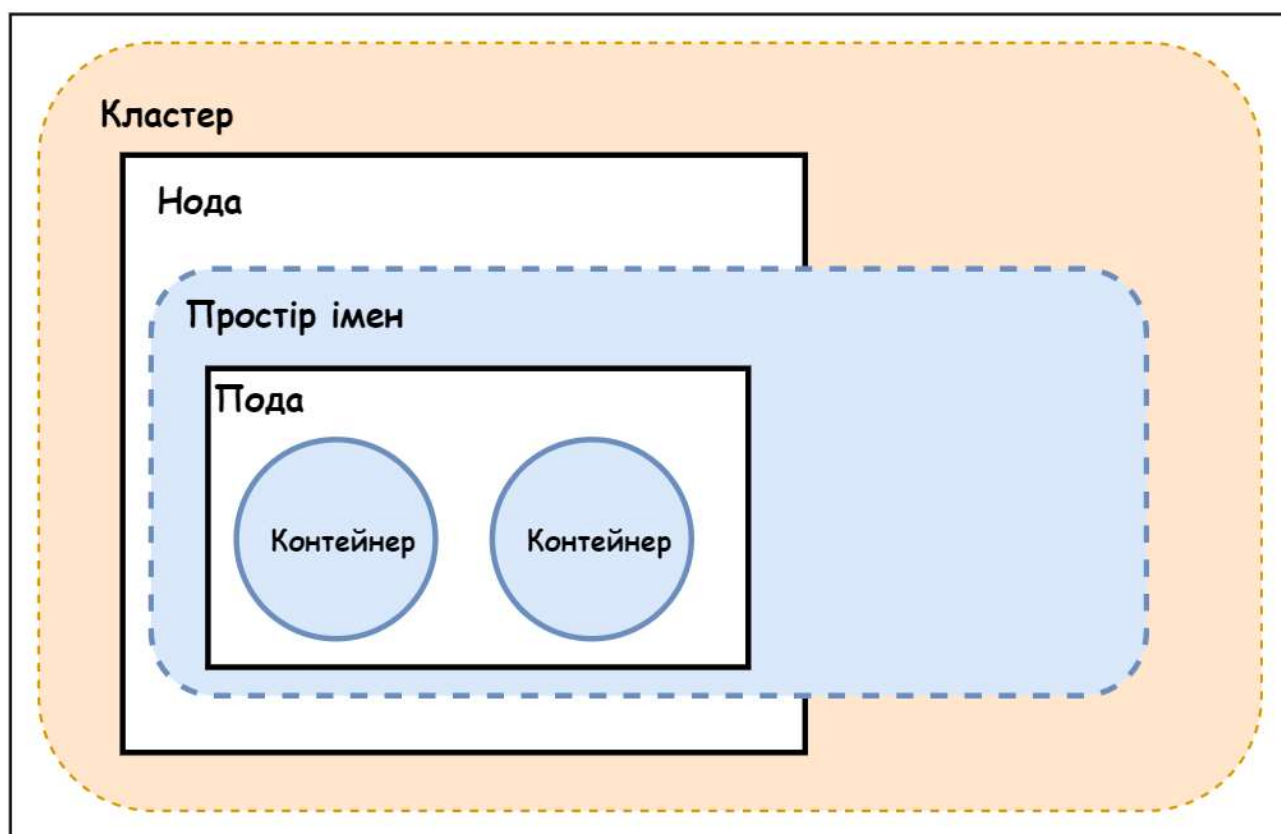 Кластер
Нода
Простір імен
Пода
Контейнер
Контейнер